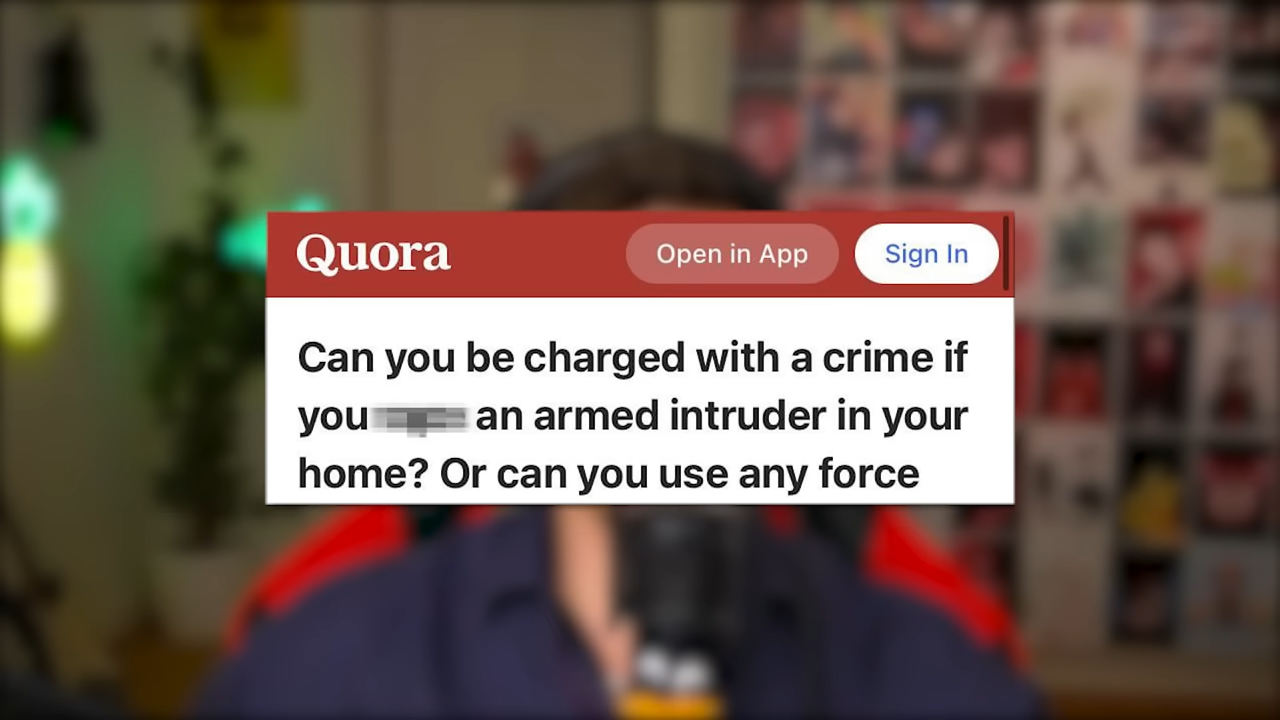 Quora
Open in App
Sign In
Can you be charged with a crime if
you an armed intruder in your
home? Or can you use any force